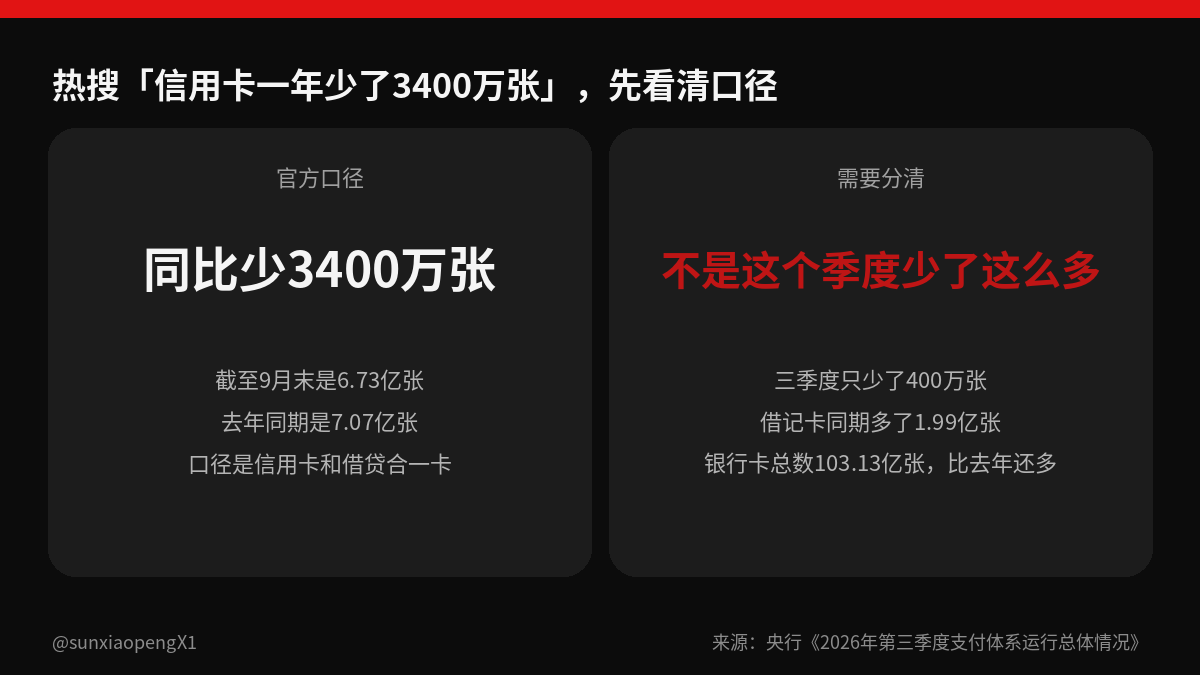 热搜「信用卡一年少了3400万张」，先看清口径
官方口径
同比少3400万张
截至9月末是6.73亿张
去年同期是7.07亿张
口径是信用卡和借贷合一卡
需要分清
不是这个季度少了这么多
三季度只少了400万张
借记卡同期多了1.99亿张
银行卡总数103.13亿张，比去年还多
@sunxiaopengX1
来源：央行《2026年第三季度支付体系运行总体情况》